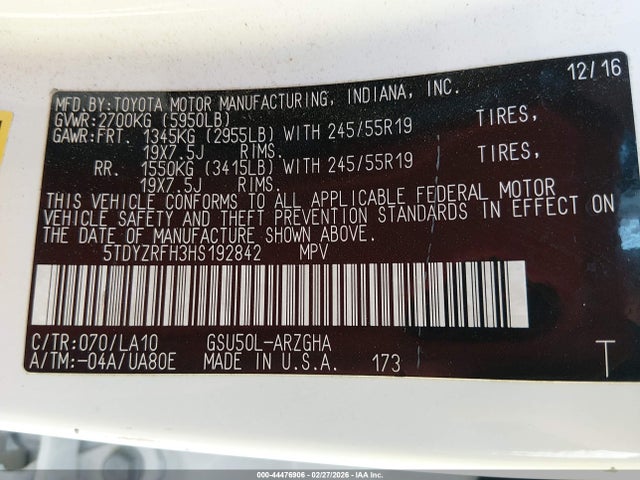 12/16
MFD.BY:TOYOTA MOTOR MANUFACTURING, INDIANA, INC.
GVWR:2700KG (5950LB)
GAWR:FRT. 1345KG (2955LB) WITH 245/55R19 TIRES,
19X7.5J RIMS.
RR. 1550KG (3415LB) WITH 245/55R19 TIRES,
19X7.5J RIMS.
THIS VEHICLE CONFORMS TO ALL APPLICABLE FEDERAL MOTOR
VEHICLE SAFETY AND THEFT PREVENTION STANDARDS IN EFFECT ON
THE DATE OF MANUFACTURE SHOWN ABOVE.
5TDYZRFH3HS192842 MPV
C/TR:070/LA10 GSU50L-ARZGHA
A/TM:-04A/UA80E MADE IN U.S.A. 173 T
000-44476906 - 02/27/2026 - IAA Inc.